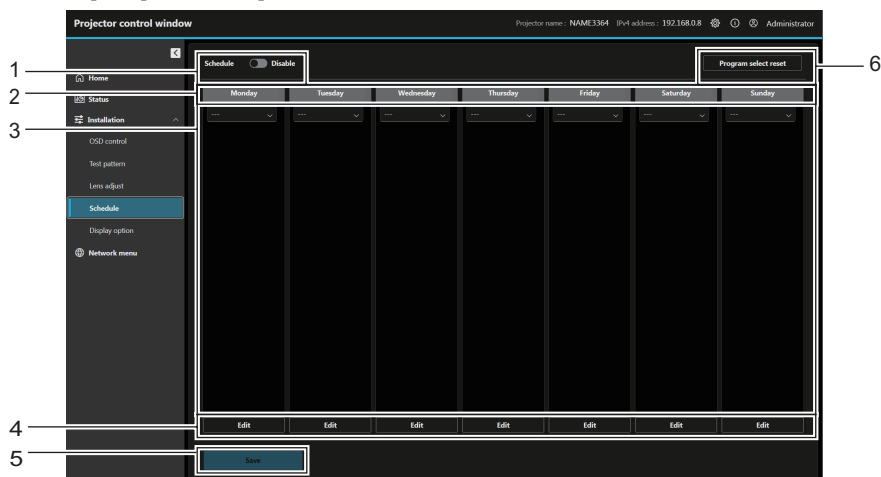 Projector control window
Projector name : NAME3364 IPv4 address : 192.168.0.8 Administrator
1
Schedule Disable
Program select reset
6
Home
2
Status
Monday Tuesday Wednesday Thursday Friday Saturday Sunday
3
Installation
--- --- --- --- --- --- ---
OSD control
Test pattern
Lens adjust
Schedule
Display option
Network menu
4
Edit Edit Edit Edit Edit Edit Edit
5
Save